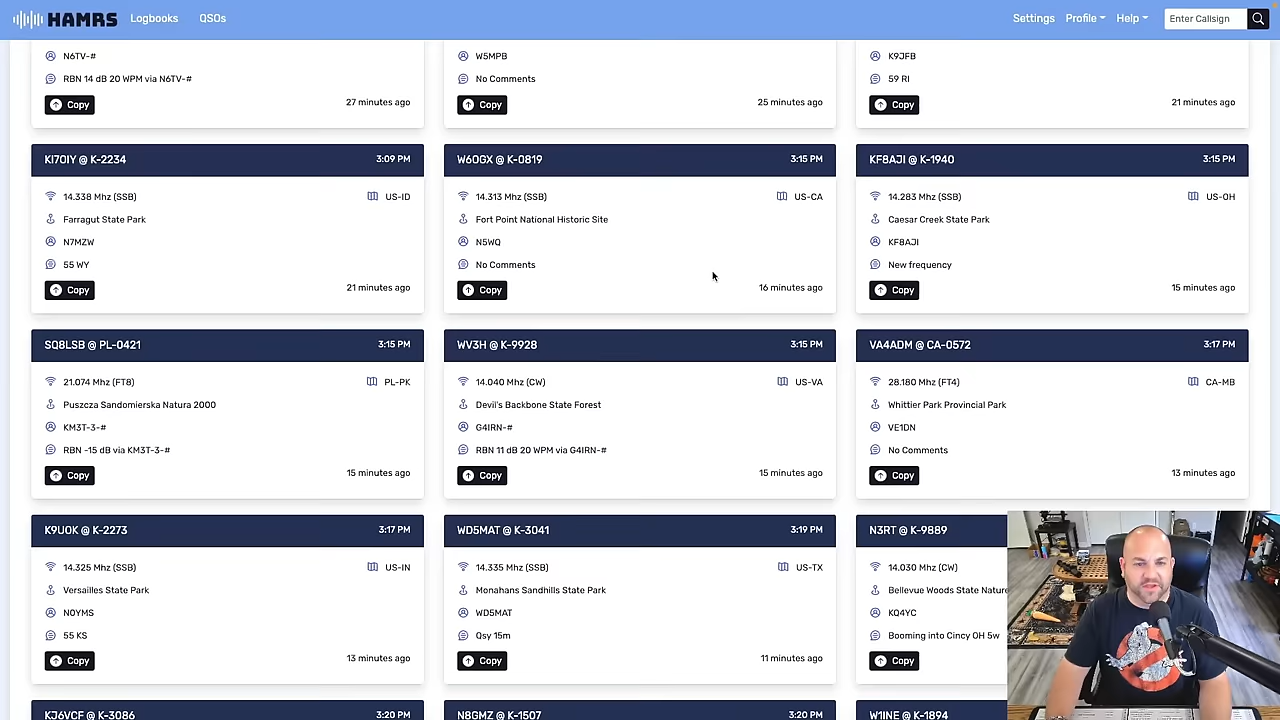 HAMRS Logbooks QSOs Settings Profile Help Enter Callsign
N6TV-# W5MPB K9JFB
RBN 14 dB 20 WPM via N6TV-# No Comments 59 RI
Copy 27 minutes ago Copy 25 minutes ago Copy 21 minutes ago
KI7OIY @ K-2234 3:09 PM W6OGX @ K-0819 3:15 PM KF8AJI @ K-1940 3:15 PM
14.338 Mhz (SSB) US-ID 14.313 Mhz (SSB) US-CA 14.283 Mhz (SSB) US-OH
Farragut State Park Fort Point National Historic Site Caesar Creek State Park
N7MZW N5WQ KF8AJI
55 WY No Comments New frequency
Copy 21 minutes ago Copy 16 minutes ago Copy 15 minutes ago
SQ8LSB @ PL-0421 3:15 PM WV3H @ K-9928 3:15 PM VA4ADM @ CA-0572 3:17 PM
21.074 Mhz (FT8) PL-PK 14.040 Mhz (CW) US-VA 28.180 Mhz (FT4) CA-MB
Puszcza Sandomierska Natura 2000 Devil's Backbone State Forest Whittier Park Provincial Park
KM3T-3-# G4IRN-# VE1DN
RBN -15 dB via KM3T-3-# RBN 11 dB 20 WPM via G4IRN-# No Comments
Copy 15 minutes ago Copy 15 minutes ago Copy 13 minutes ago
K9UOK @ K-2273 3:17 PM WD5MAT @ K-3041 3:19 PM N3RT @ K-9889
14.325 Mhz (SSB) US-IN 14.335 Mhz (SSB) US-TX 14.030 Mhz (CW)
Versailles State Park Monahans Sandhills State Park Bellevue Woods State Nature
N0YMS WD5MAT KQ4YC
55 KS Qsy 15m Booming into Cincy OH 5w
Copy 13 minutes ago Copy 11 minutes ago Copy
KJ6VCF @ K-3086 3:20 PM @ K-1507 3:20 PM W1INE @ K-1894